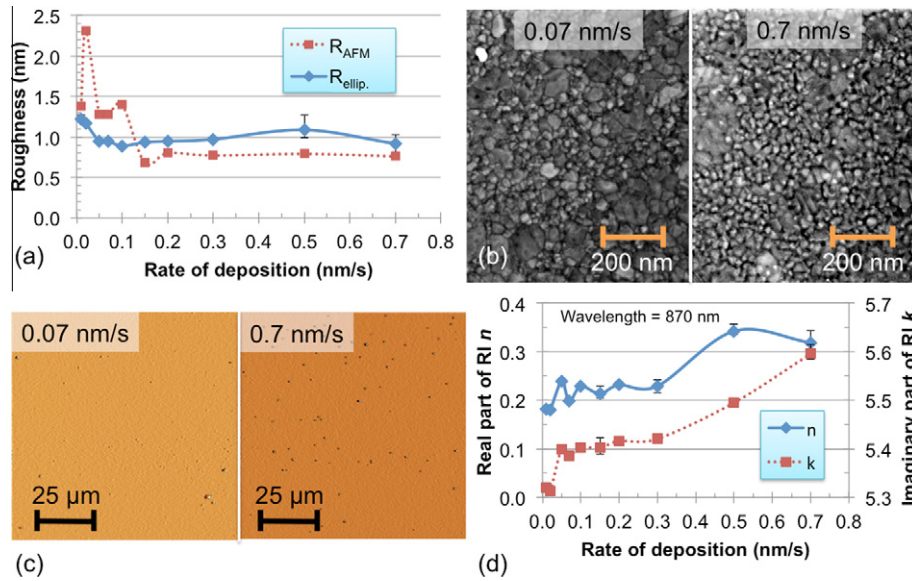 2.5
2.0
1.5
1.0
0.5
0.0
Roughness (nm)
R_AFM
R_ellip.
0.0 0.1 0.2 0.3 0.4 0.5 0.6 0.7 0.8
(a)
Rate of deposition (nm/s)
0.07 nm/s
0.7 nm/s
(b)
200 nm
200 nm
0.07 nm/s
0.7 nm/s
25 µm
25 µm
(c)
0.4
0.3
0.2
0.1
0.0
Real part of RI n
Wavelength = 870 nm
n
k
5.7
5.6
5.5
5.4
5.3
Imaginary part of RI k
0.0 0.1 0.2 0.3 0.4 0.5 0.6 0.7 0.8
Rate of deposition (nm/s)
(d)